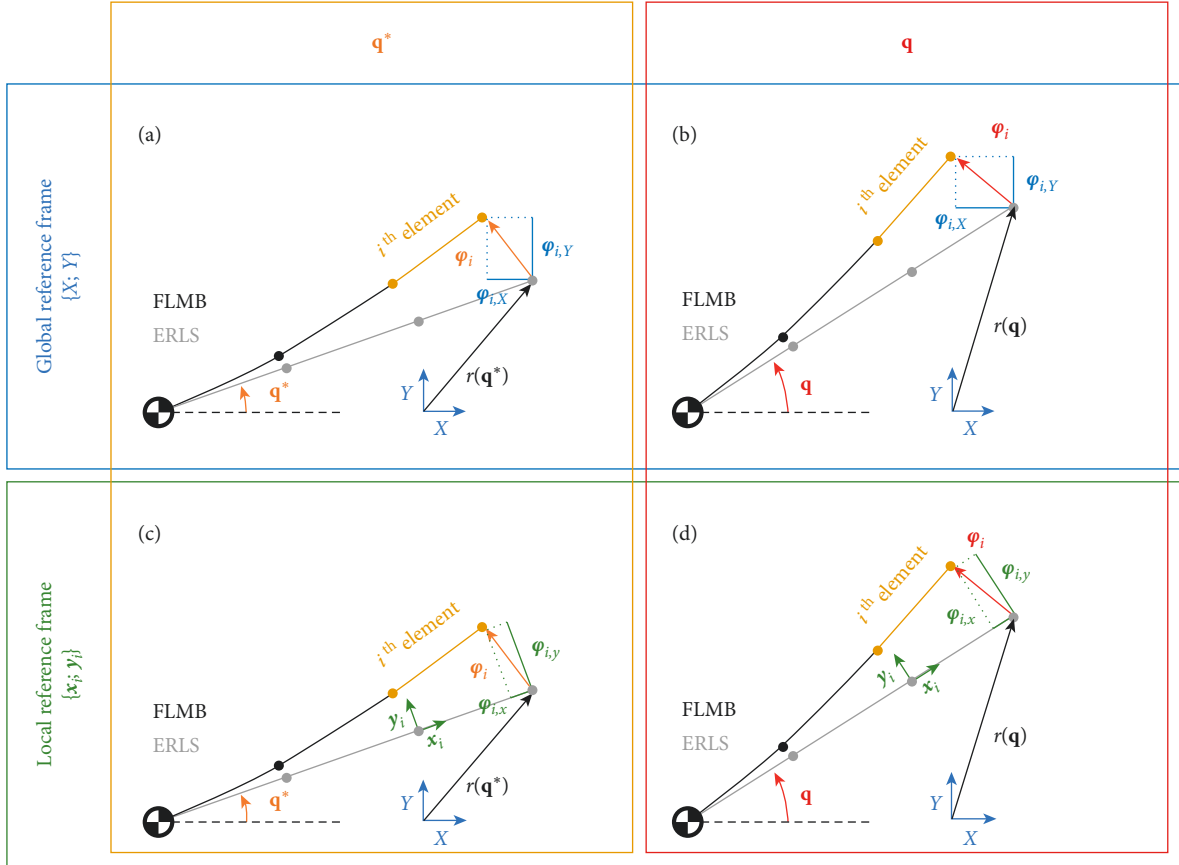 q*
q
Global reference frame
{X; Y}
(a)
i th element
φi
φi,Y
φi,X
FLMB
ERLS
q*
r(q*)
Y
X
(b)
i th element
φi
φi,Y
φi,X
FLMB
ERLS
q
r(q)
Y
X
Local reference frame
{xi; yi}
(c)
i th element
φi
φi,y
φi,x
yi
xi
FLMB
ERLS
q*
r(q*)
Y
X
(d)
i th element
φi
φi,y
φi,x
yi
xi
FLMB
ERLS
q
r(q)
Y
X